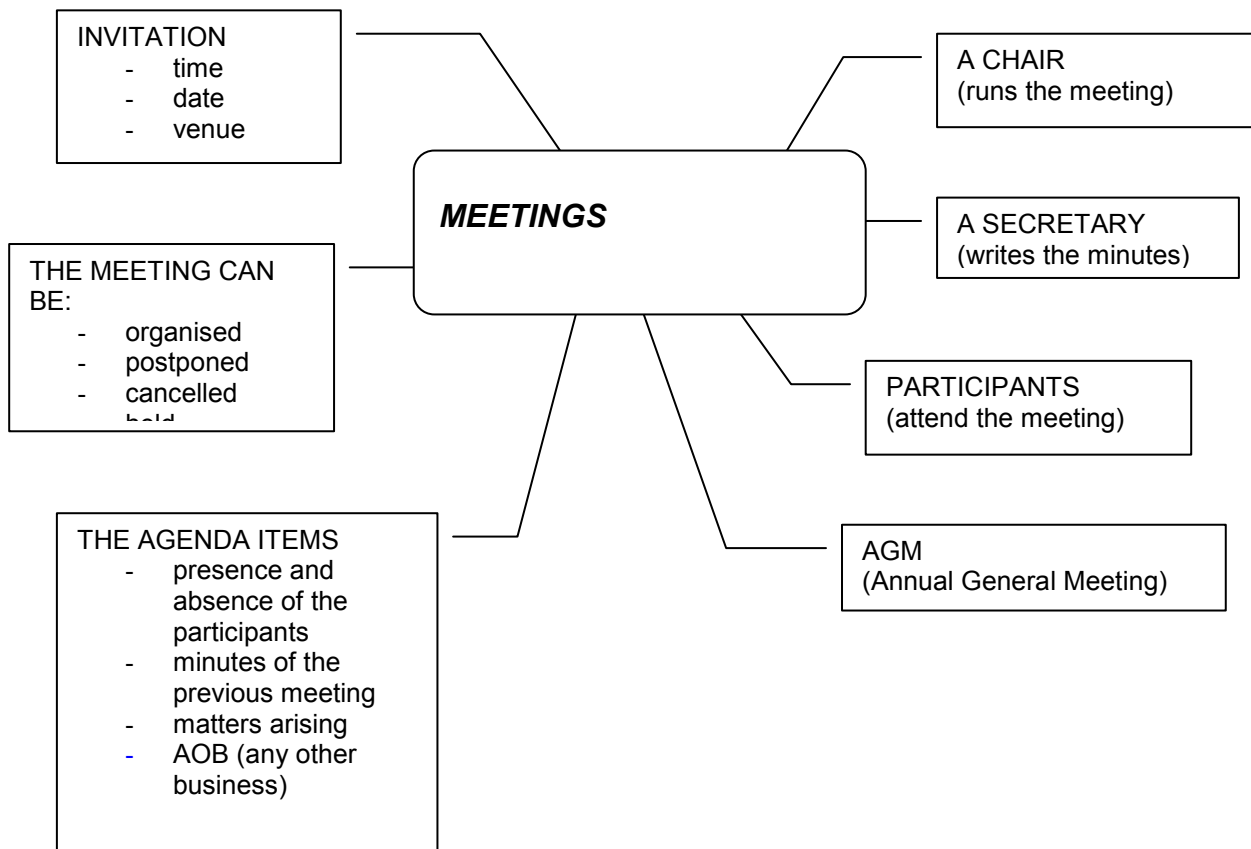 INVITATION
- time
- date
- venue
A CHAIR
(runs the meeting)
MEETINGS
A SECRETARY
(writes the minutes)
THE MEETING CAN
BE:
- organised
- postponed
- cancelled
PARTICIPANTS
(attend the meeting)
THE AGENDA ITEMS
- presence and
absence of the
participants
- minutes of the
previous meeting
- matters arising
- AOB (any other
business)
AGM
(Annual General Meeting)